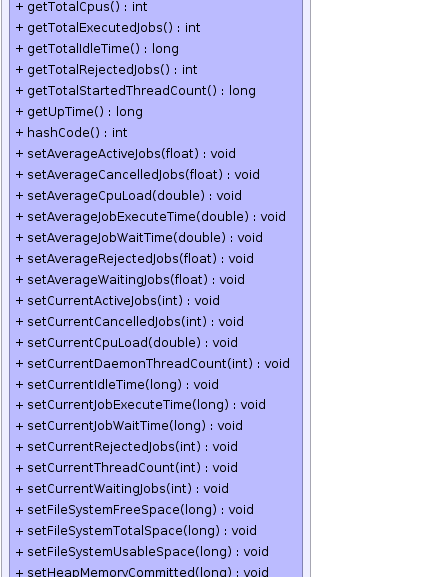 + getTotalCpus() : int
+ getTotalExecutedJobs() : int
+ getTotalIdleTime() : long
+ getTotalRejectedJobs() : int
+ getTotalStartedThreadCount() : long
+ getUpTime() : long
+ hashCode() : int
+ setAverageActiveJobs(float) : void
+ setAverageCancelledJobs(float) : void
+ setAverageCpuLoad(double) : void
+ setAverageJobExecuteTime(double) : void
+ setAverageJobWaitTime(double) : void
+ setAverageRejectedJobs(float) : void
+ setAverageWaitingJobs(float) : void
+ setCurrentActiveJobs(int) : void
+ setCurrentCancelledJobs(int) : void
+ setCurrentCpuLoad(double) : void
+ setCurrentDaemonThreadCount(int) : void
+ setCurrentIdleTime(long) : void
+ setCurrentJobExecuteTime(long) : void
+ setCurrentJobWaitTime(long) : void
+ setCurrentRejectedJobs(int) : void
+ setCurrentThreadCount(int) : void
+ setCurrentWaitingJobs(int) : void
+ setFileSystemFreeSpace(long) : void
+ setFileSystemTotalSpace(long) : void
+ setFileSystemUsableSpace(long) : void
+ setHeapMemoryCommitted(long) : void